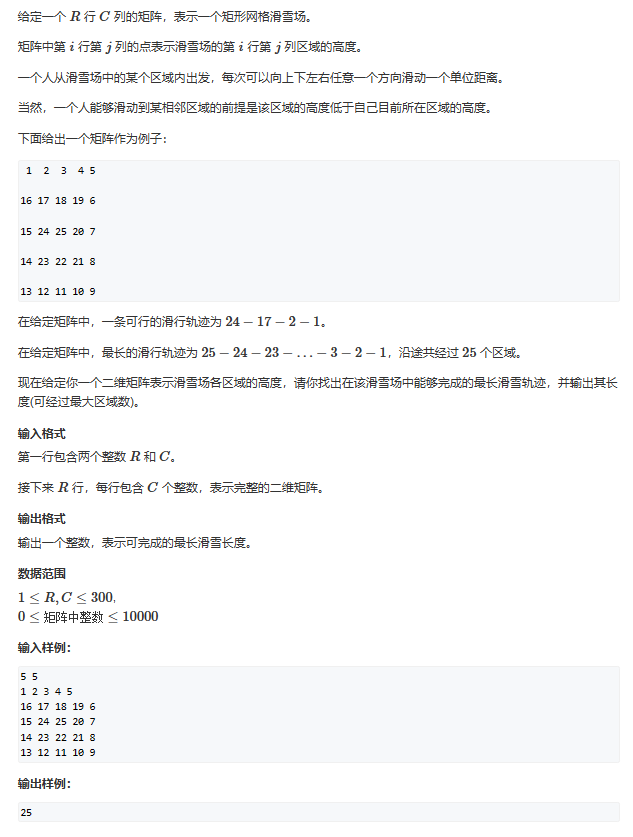 给定一个 R 行 C 列的矩阵，表示一个矩形网格滑雪场。
矩阵中第 i 行第 j 列的点表示滑雪场的第 i 行第 j 列区域的高度。
一个人从滑雪场中的某个区域内出发，每次可以向上下左右任意一个方向滑动一个单位距离。
当然，一个人能够滑动到某相邻区域的前提是该区域的高度低于自己目前所在区域的高度。
下面给出一个矩阵作为例子：
1 2 3 4 5
16 17 18 19 6
15 24 25 20 7
14 23 22 21 8
13 12 11 10 9
在给定矩阵中，一条可行的滑行轨迹为 24 − 17 − 2 − 1。
在给定矩阵中，最长的滑行轨迹为 25 − 24 − 23 − … − 3 − 2 − 1，沿途共经过 25 个区域。
现在给定你一个二维矩阵表示滑雪场各区域的高度，请你找出在该滑雪场中能够完成的最长滑雪轨迹，并输出其长
度(可经过最大区域数)。
输入格式
第一行包含两个整数 R 和 C。
接下来 R 行，每行包含 C 个整数，表示完整的二维矩阵。
输出格式
输出一个整数，表示可完成的最长滑雪长度。
数据范围
1 ≤ R, C ≤ 300,
0 ≤ 矩阵中整数 ≤ 10000
输入样例：
5 5
1 2 3 4 5
16 17 18 19 6
15 24 25 20 7
14 23 22 21 8
13 12 11 10 9
输出样例：
25